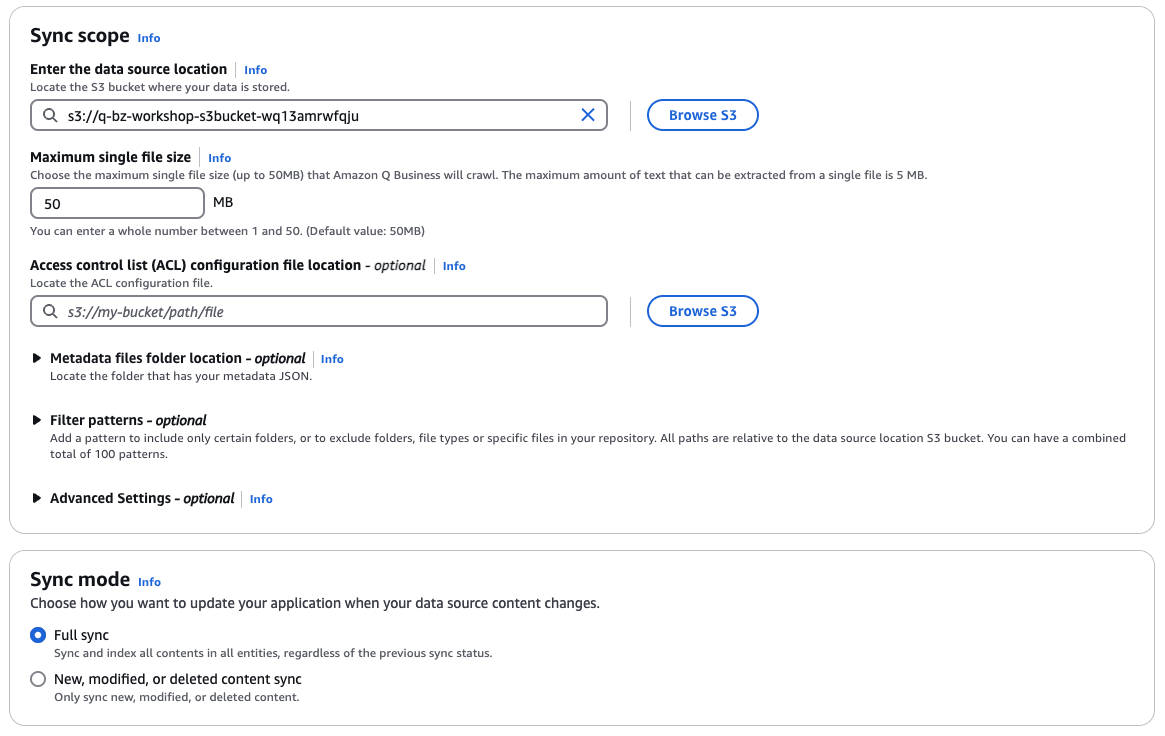 Sync scope Info
Enter the data source location Info
Locate the S3 bucket where your data is stored.
s3://q-bz-workshop-s3bucket-wq13amrwfqju
Browse S3
Maximum single file size Info
Choose the maximum single file size (up to 50MB) that Amazon Q Business will crawl. The maximum amount of text that can be extracted from a single file is 5 MB.
50 MB
You can enter a whole number between 1 and 50. (Default value: 50MB)
Access control list (ACL) configuration file location - optional Info
Locate the ACL configuration file.
s3://my-bucket/path/file
Browse S3
Metadata files folder location - optional Info
Locate the folder that has your metadata JSON.
Filter patterns - optional
Add a pattern to include only certain folders, or to exclude folders, file types or specific files in your repository. All paths are relative to the data source location S3 bucket. You can have a combined
total of 100 patterns.
Advanced Settings - optional Info
Sync mode Info
Choose how you want to update your application when your data source content changes.
Full sync
Sync and index all contents in all entities, regardless of the previous sync status.
New, modified, or deleted content sync
Only sync new, modified, or deleted content.